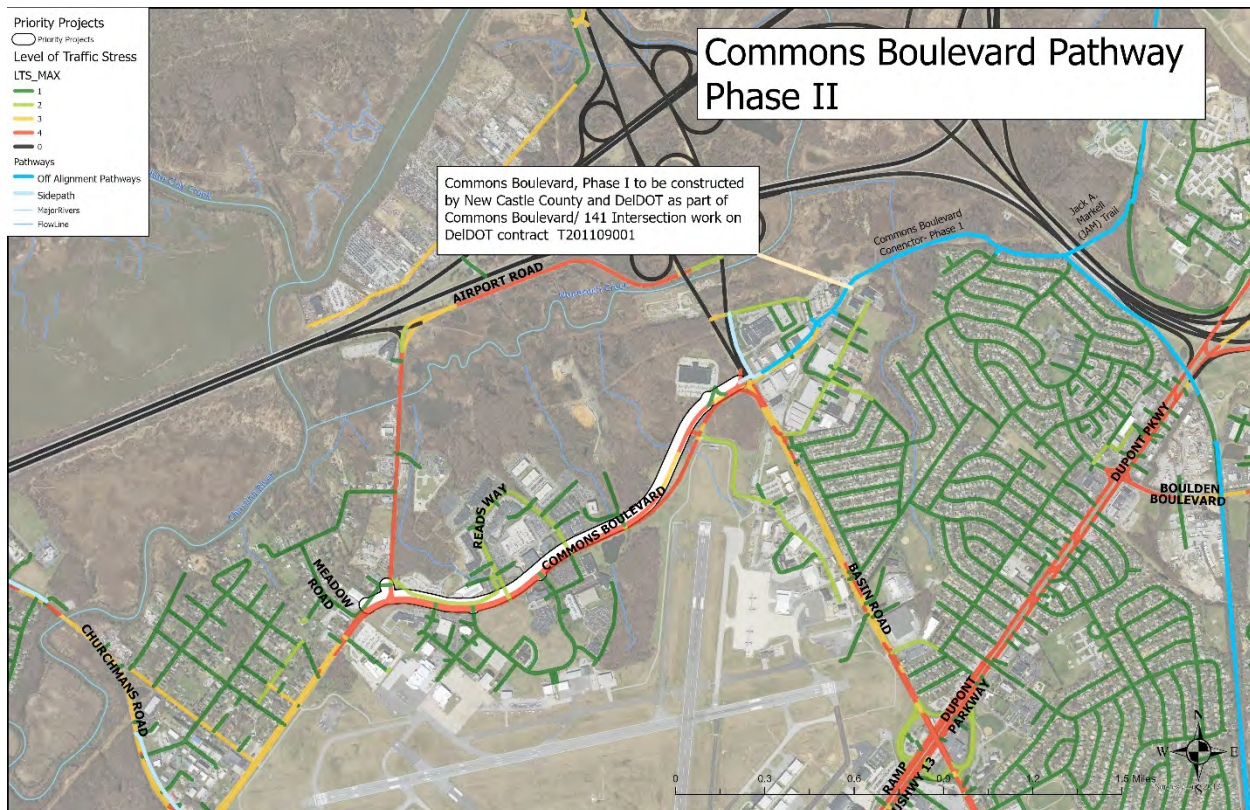 Priority Projects
Priority Projects
Level of Traffic Stress
LTS_MAX
1
2
3
4
0
Pathways
Off Alignment Pathways
Sidepath
MajorRivers
FlowLine
Commons Boulevard Pathway
Phase II
Commons Boulevard, Phase I to be constructed
by New Castle County and DelDOT as part of
Commons Boulevard/ 141 Intersection work on
DelDOT contract T201109001
Commons Boulevard
Conenctor- Phase 1
Jack A.
Markell
(JAM) Trail
AIRPORT ROAD
READS WAY
COMMONS BOULEVARD
MEADOW
ROAD
CHURCHMANS ROAD
BASIN ROAD
DUPONT PKWY
BOULDEN
BOULEVARD
DUPONT
PARKWAY
RAMP
N
W
E
S
0
0.3
0.6
0.9
1.2
1.5 Miles